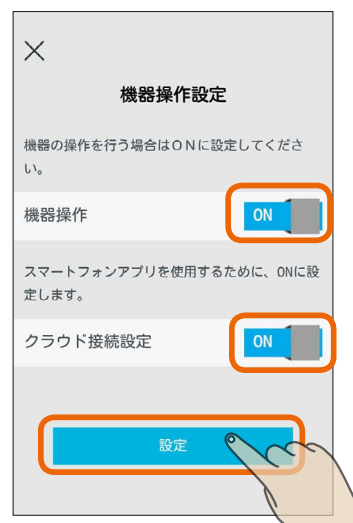 機器操作設定
機器の操作を行う場合はＯＮに設定してくださ
い。
機器操作 ON
スマートフォンアプリを使用するために、ONに設
定します。
クラウド接続設定 ON
設定